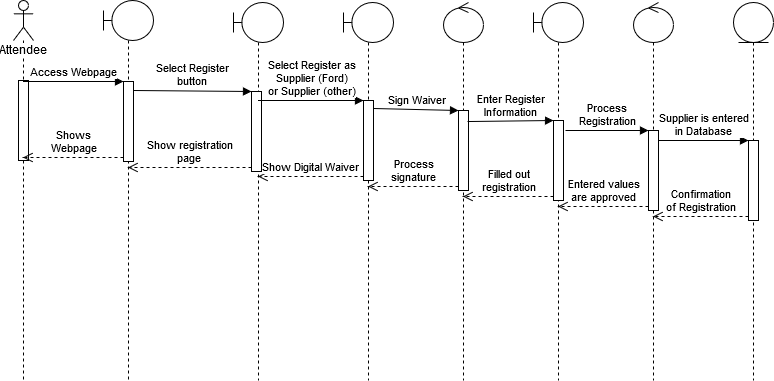 Attendee
Access Webpage
Select Register
button
Select Register as
Supplier (Ford)
or Supplier (other)
Sign Waiver
Enter Register
Information
Process
Registration
Supplier is entered
in Database
Shows
Webpage
Show registration
page
Show Digital Waiver
Process
signature
Filled out
registration
Entered values
are approved
Confirmation
of Registration